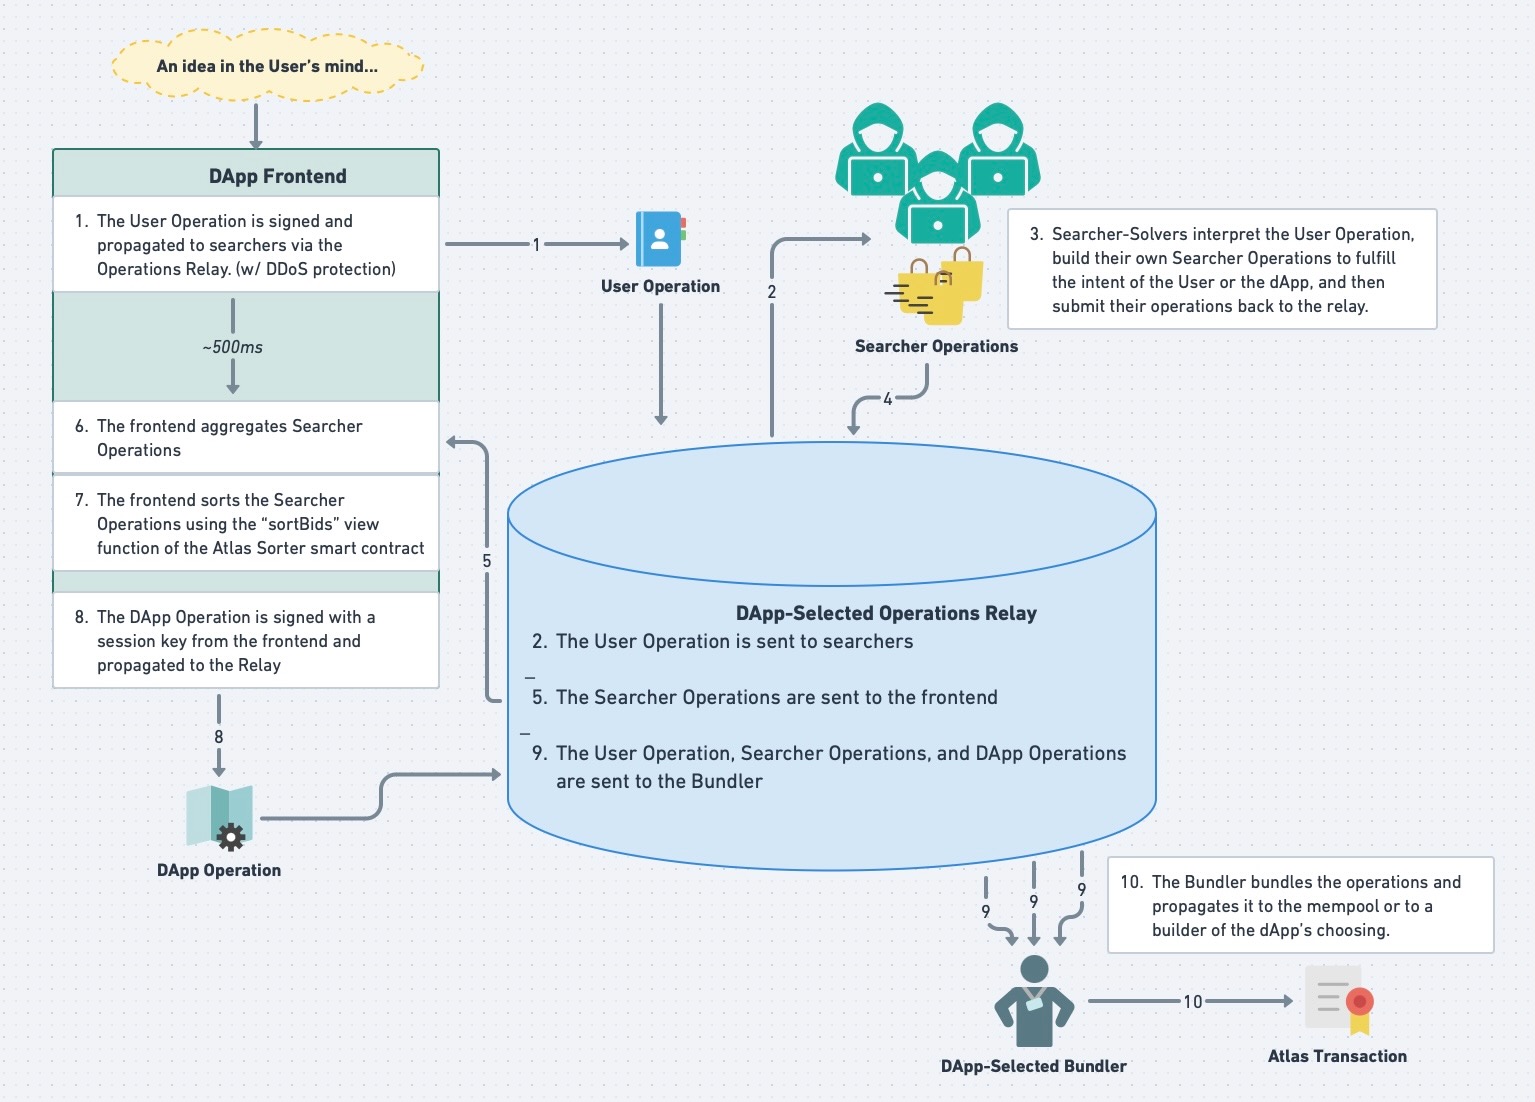 An idea in the User’s mind...
DApp Frontend
1. The User Operation is signed and
propagated to searchers via the
Operations Relay. (w/ DDoS protection)
~500ms
6. The frontend aggregates Searcher
Operations
7. The frontend sorts the Searcher
Operations using the “sortBids” view
function of the Atlas Sorter smart contract
8. The DApp Operation is signed with a
session key from the frontend and
propagated to the Relay
8
DApp Operation
1
User Operation
2
Searcher Operations
3. Searcher-Solvers interpret the User Operation,
build their own Searcher Operations to fulfill
the intent of the User or the dApp, and then
submit their operations back to the relay.
4
5
DApp-Selected Operations Relay
2. The User Operation is sent to searchers
_
5. The Searcher Operations are sent to the frontend
_
9. The User Operation, Searcher Operations, and DApp Operations
are sent to the Bundler
9
9
9
10. The Bundler bundles the operations and
propagates it to the mempool or to a
builder of the dApp’s choosing.
DApp-Selected Bundler
10
Atlas Transaction